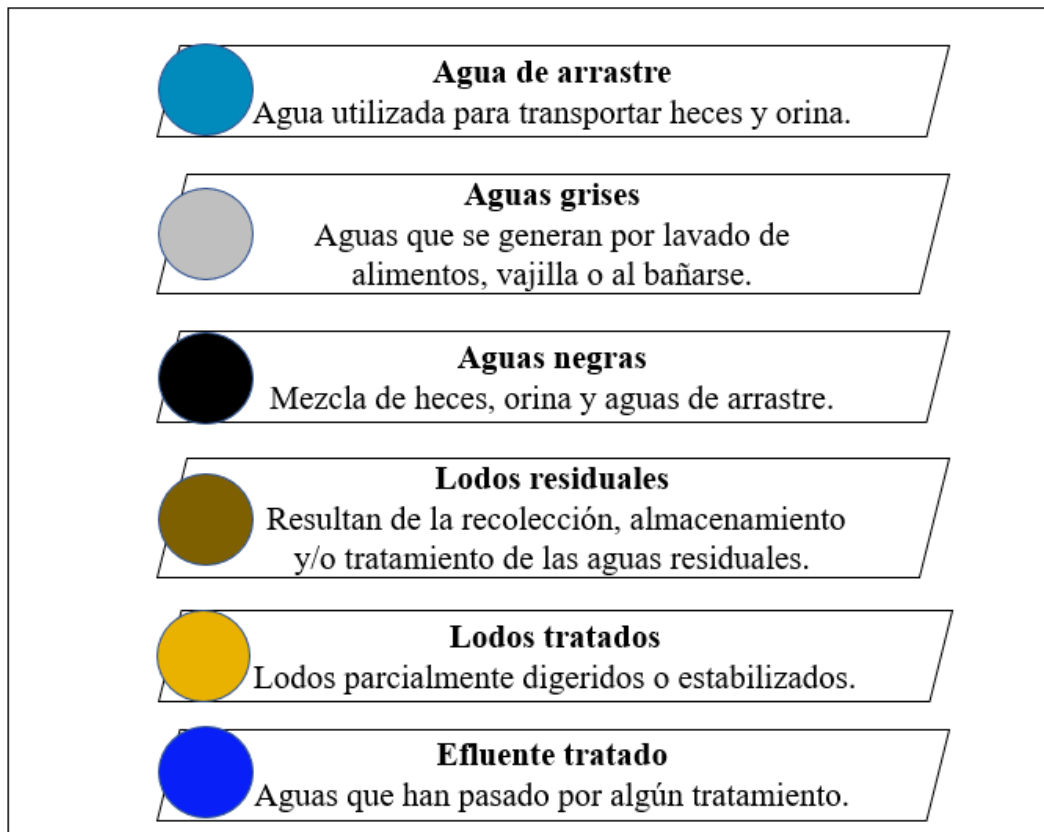 Agua de arrastre
Agua utilizada para transportar heces y orina.
Aguas grises
Aguas que se generan por lavado de
alimentos, vajilla o al bañarse.
Aguas negras
Mezcla de heces, orina y aguas de arrastre.
Lodos residuales
Resultan de la recolección, almacenamiento
y/o tratamiento de las aguas residuales.
Lodos tratados
Lodos parcialmente digeridos o estabilizados.
Efluente tratado
Aguas que han pasado por algún tratamiento.